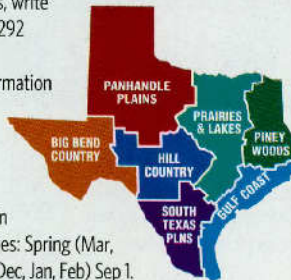 s, write
292
rmation
PANHANDLE
PLAINS
PRAIRIES
& LAKES
PINEY
WOODS
BIG BEND
COUNTRY
HILL
COUNTRY
GULF COAST
SOUTH
TEXAS
PLNS
n
es: Spring (Mar,
Dec, Jan, Feb) Sep 1.